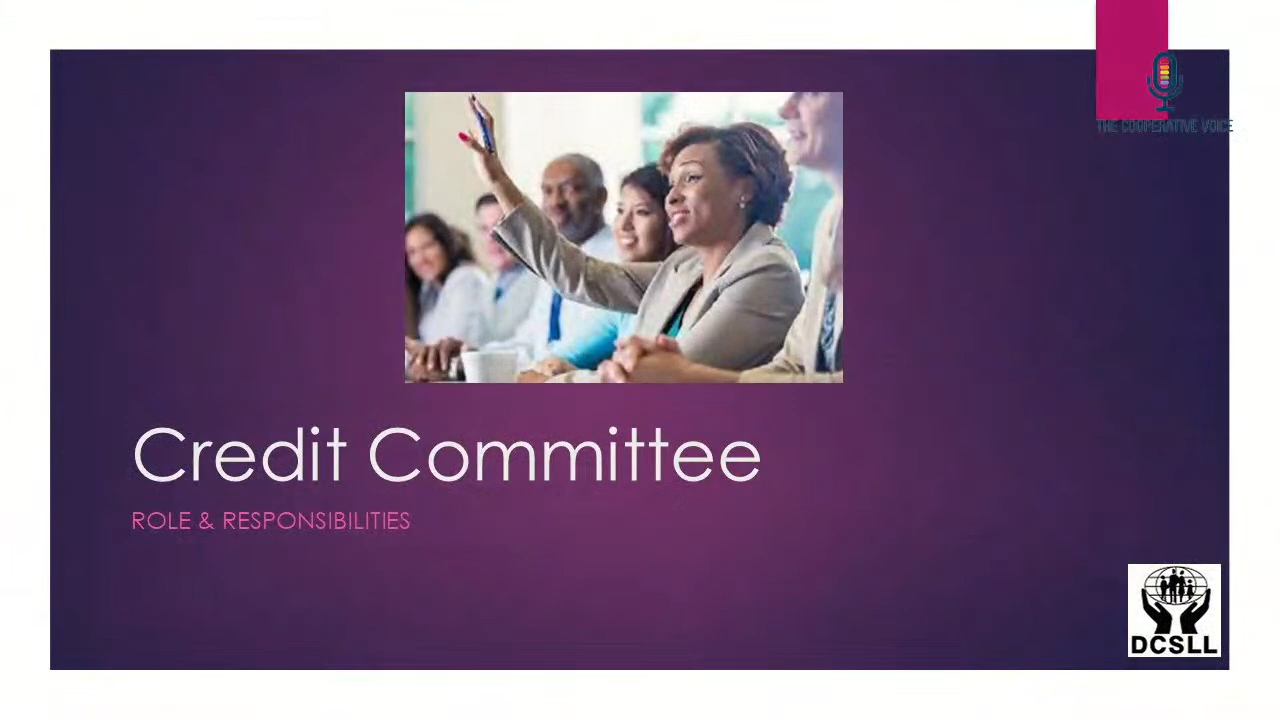 THE COOPERATIVE VOICE
Credit Committee
ROLE & RESPONSIBILITIES
DCSLL